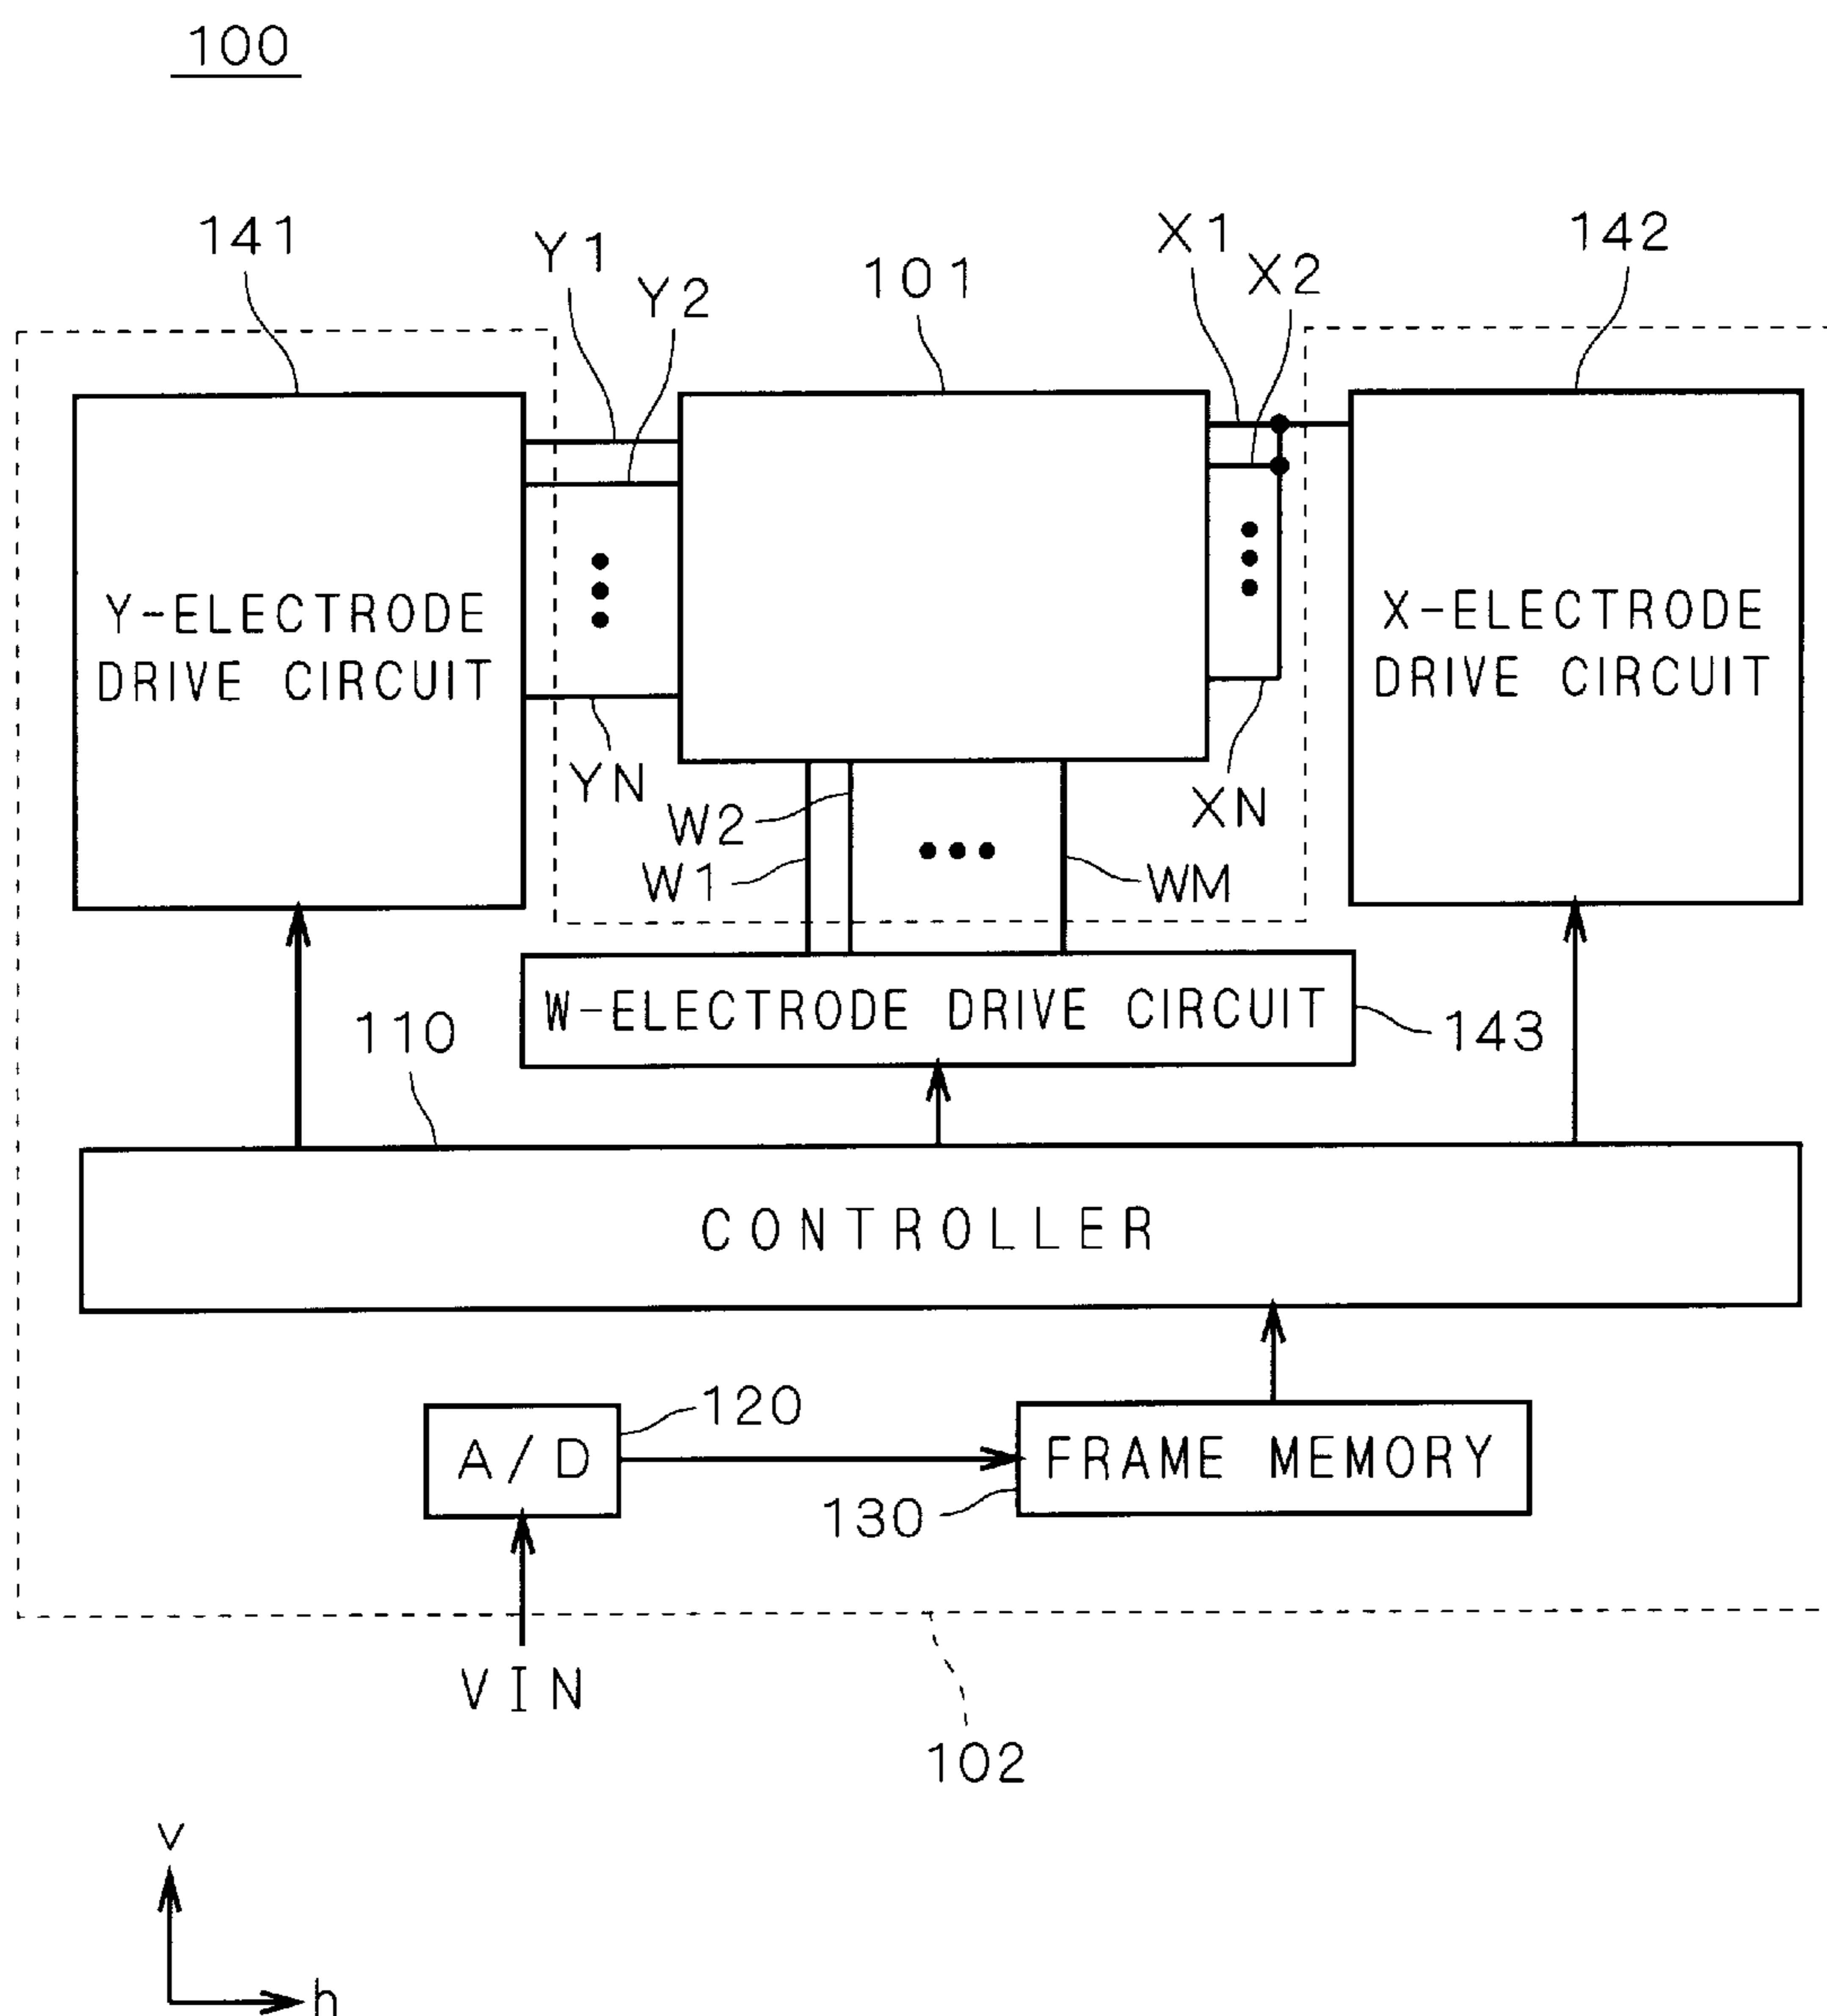 100
141
Y1
Y2
101
X1
X2
142
Y-ELECTRODE
DRIVE CIRCUIT
X-ELECTRODE
DRIVE CIRCUIT
YN
XN
W2
W1
WM
W-ELECTRODE DRIVE CIRCUIT
143
110
CONTROLLER
120
A/D
FRAME MEMORY
130
VIN
102
v
h